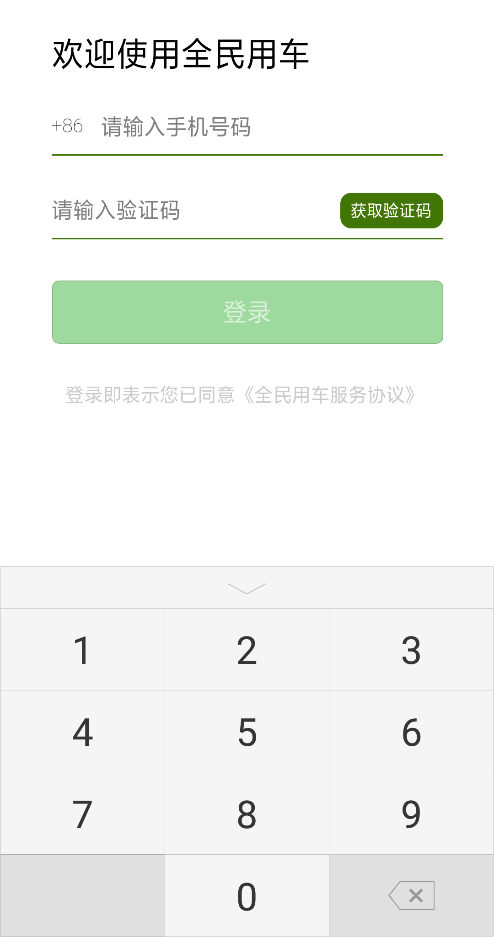 欢迎使用全民用车
+86 请输入手机号码
请输入验证码 获取验证码
登录
登录即表示您已同意《全民用车服务协议》
1 2 3
4 5 6
7 8 9
0